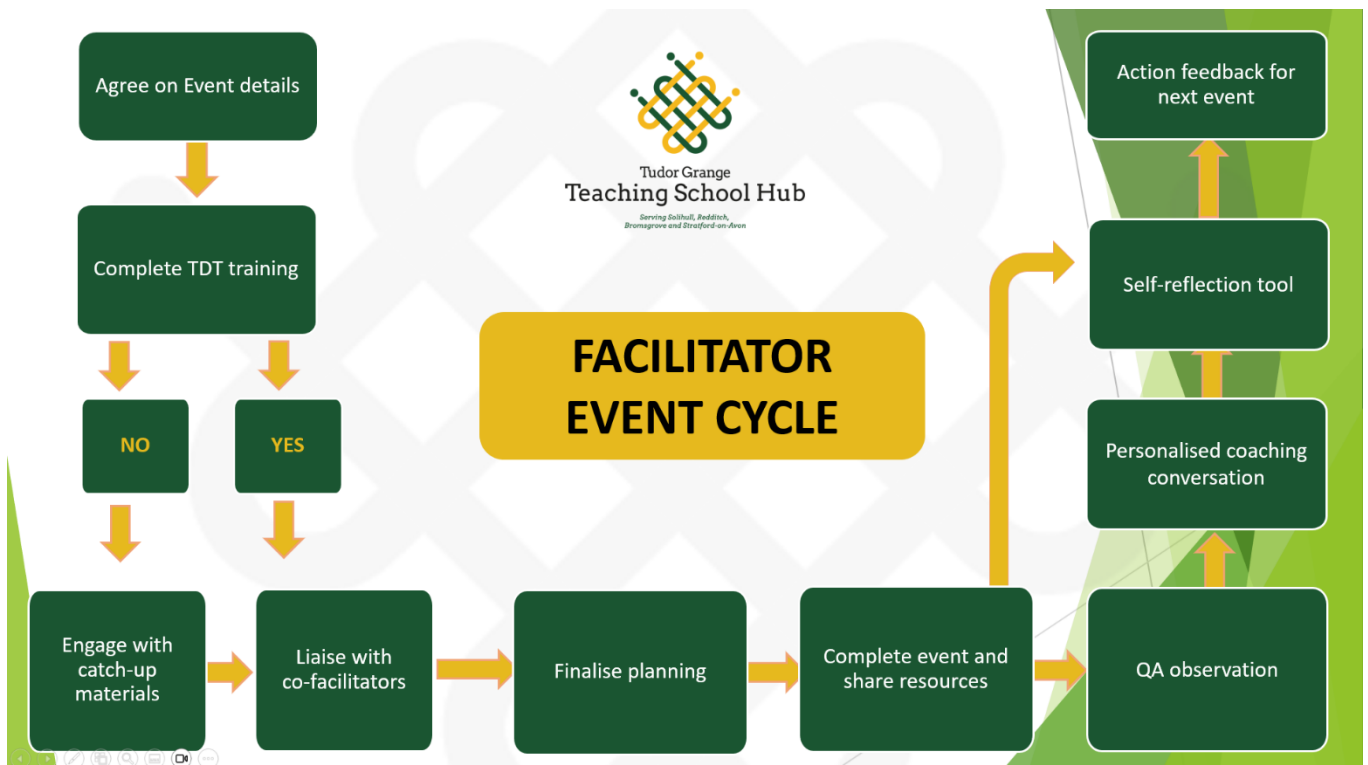 Agree on Event details
Complete TDT training
NO
YES
Engage with
catch-up
materials
Liaise with
co-facilitators
Finalise planning
Complete event and
share resources
QA observation
Personalised coaching
conversation
Self-reflection tool
Action feedback for
next event
Tudor Grange
Teaching School Hub
Serving Solihull, Redditch,
Bromsgrove and Stratford-on-Avon
FACILITATOR
EVENT CYCLE